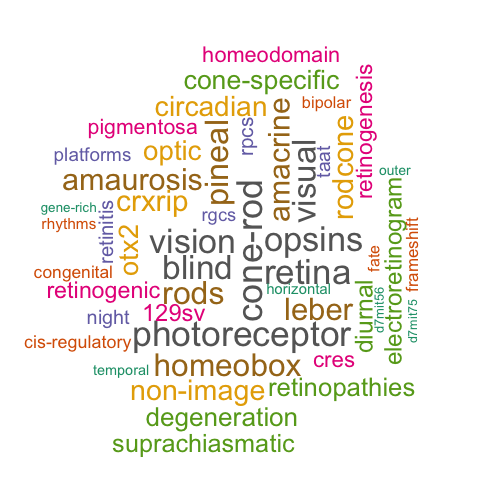 homeodomain
cone-specific
circadian
bipolar
retinogenesis
pigmentosa
pineal
rpcs
amacrine
visual
taat
rodcone
platforms
optic
outer
amaurosis
crxrip
gene-rich
rhythms
retinitis
otx2
rgcs
cone-rod
electroretinogram
frameshift
fate
vision
opsins
blind
retina
congenital
retinogenic
rods
horizontal
leber
diurnal
d7mit56
d7mit75
night
129sv
cis-regulatory
photoreceptor
temporal
homeobox
cres
non-image
retinopathies
degeneration
suprachiasmatic